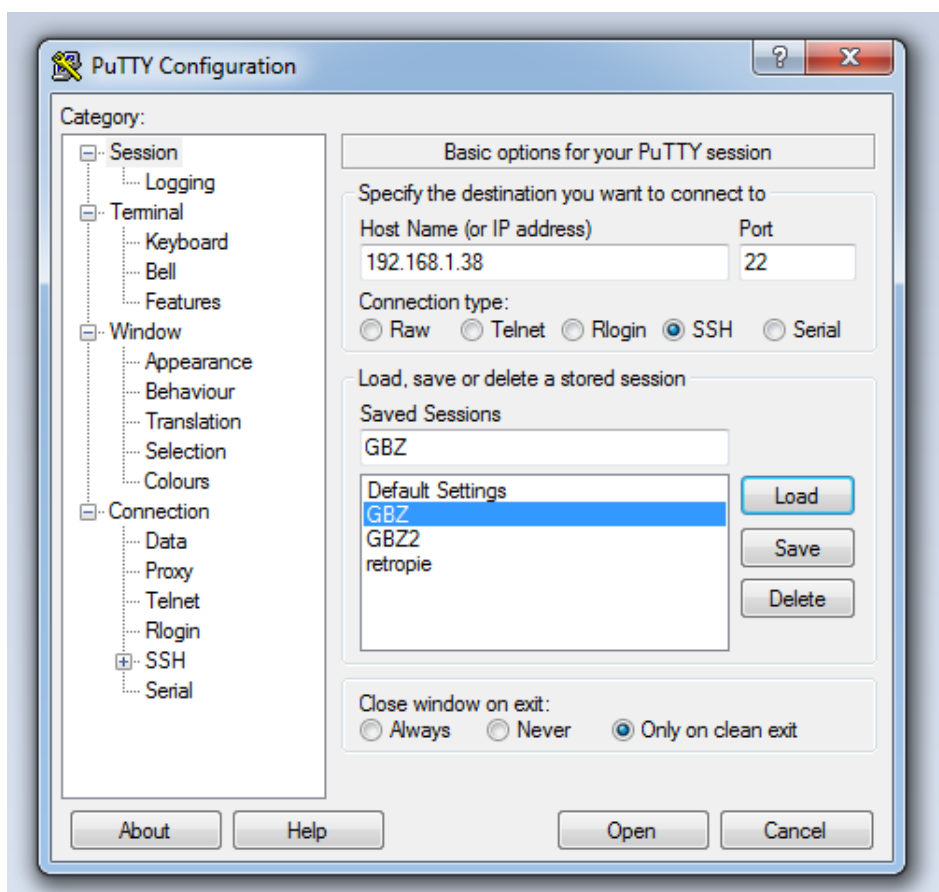 PuTTY Configuration
Category:
Session
Logging
Terminal
Keyboard
Bell
Features
Window
Appearance
Behaviour
Translation
Selection
Colours
Connection
Data
Proxy
Telnet
Rlogin
SSH
Serial
Basic options for your PuTTY session
Specify the destination you want to connect to
Host Name (or IP address) Port
192.168.1.38 22
Connection type:
Raw Telnet Rlogin SSH Serial
Load, save or delete a stored session
Saved Sessions
GBZ
Default Settings
GBZ
GBZ2
retropie
Load
Save
Delete
Close window on exit:
Always Never Only on clean exit
About Help Open Cancel